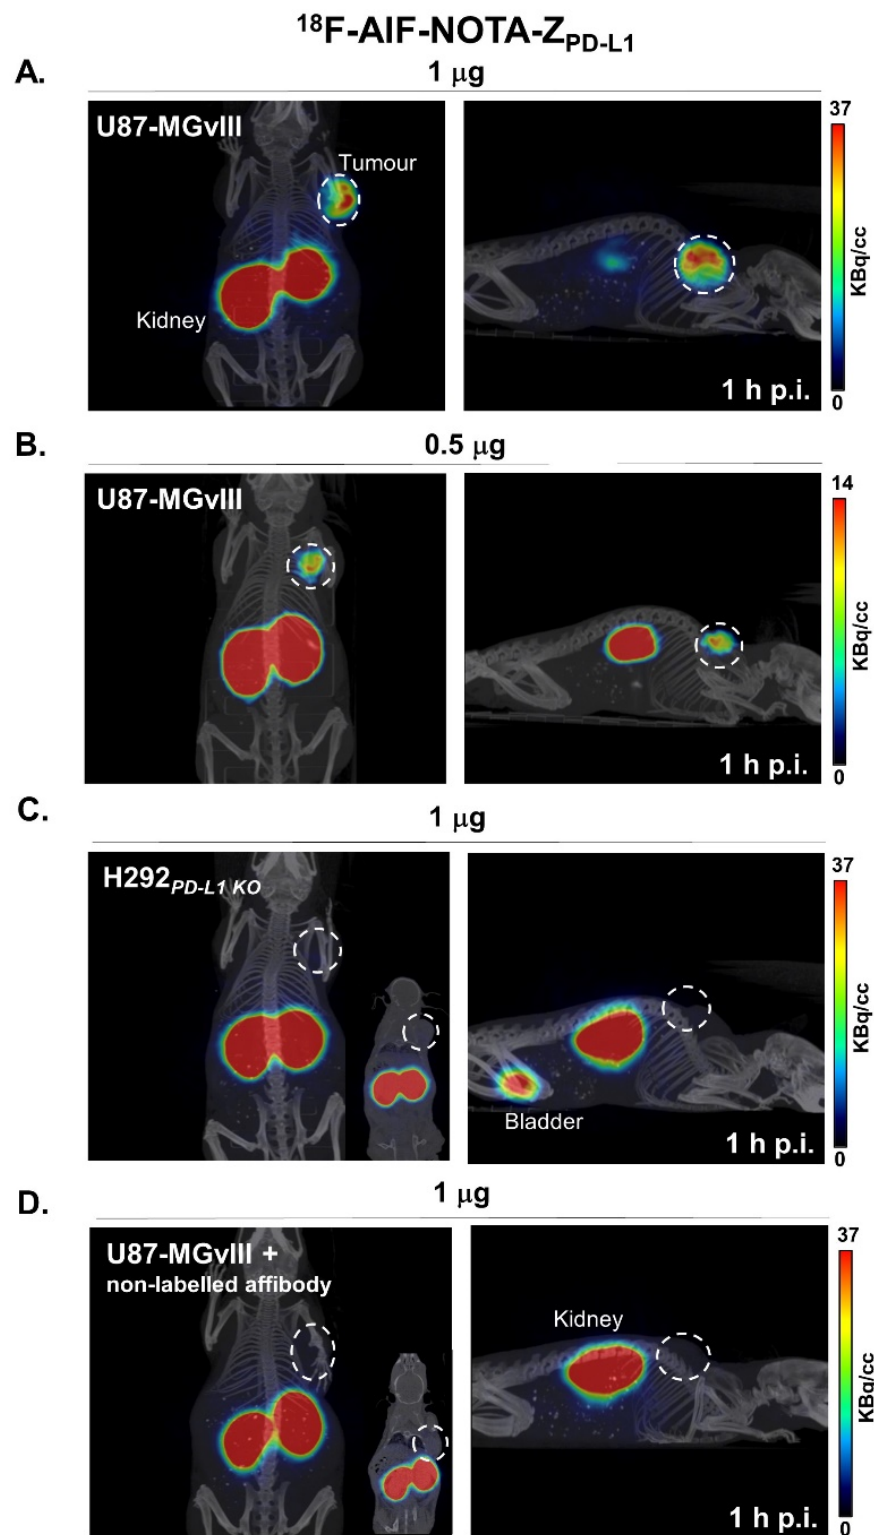 ¹⁸F-AlF-NOTA-Z_PD-L1
A.
1 µg
U87-MGvIII
Tumour
Kidney
1 h p.i.
37
KBq/cc
0
B.
0.5 µg
U87-MGvIII
1 h p.i.
14
KBq/cc
0
C.
1 µg
H292_PD-L1 KO
Bladder
1 h p.i.
37
KBq/cc
0
D.
1 µg
U87-MGvIII +
non-labelled affibody
Kidney
1 h p.i.
37
KBq/cc
0